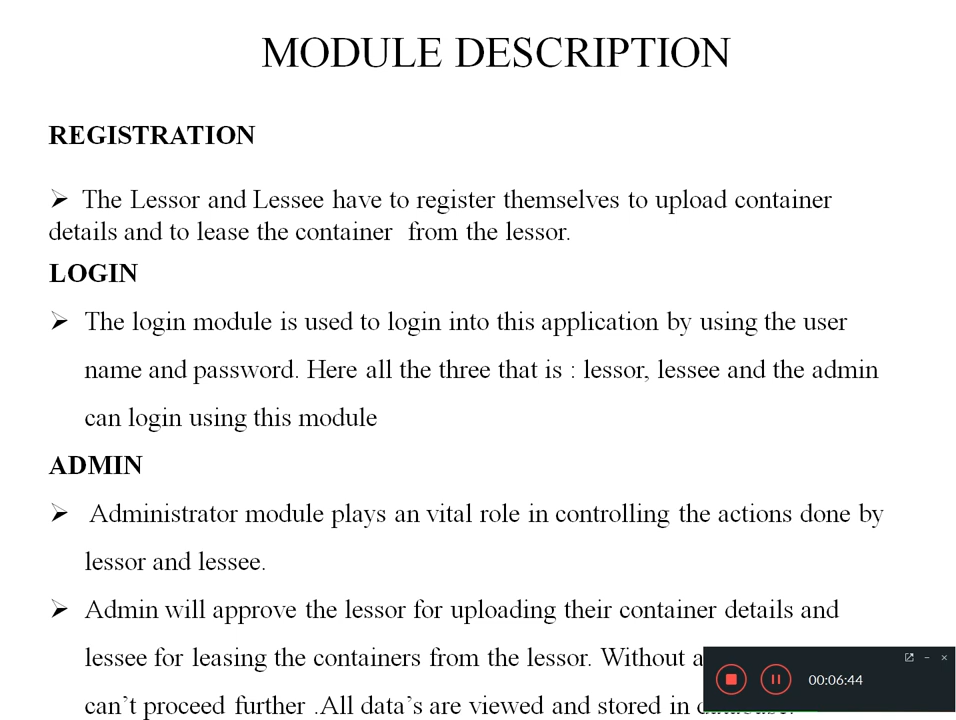 MODULE DESCRIPTION
REGISTRATION
➢ The Lessor and Lessee have to register themselves to upload container
details and to lease the container  from the lessor.
LOGIN
➢ The login module is used to login into this application by using the user
name and password. Here all the three that is : lessor, lessee and the admin
can login using this module
ADMIN
➢ Administrator module plays an vital role in controlling the actions done by
lessor and lessee.
➢ Admin will approve the lessor for uploading their container details and
lessee for leasing the containers from the lessor. Without
can’t proceed further .All data’s are viewed and stored in
00:06:44